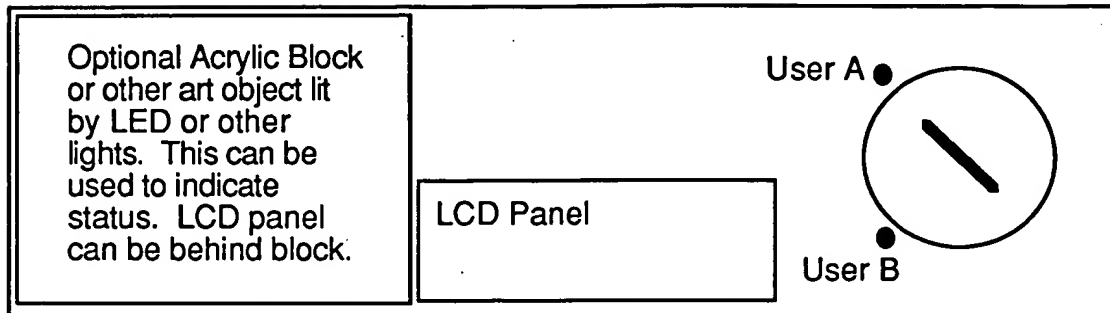 Optional Acrylic Block
or other art object lit
by LED or other
lights. This can be
used to indicate
status. LCD panel
can be behind block.
LCD Panel
User A
User B